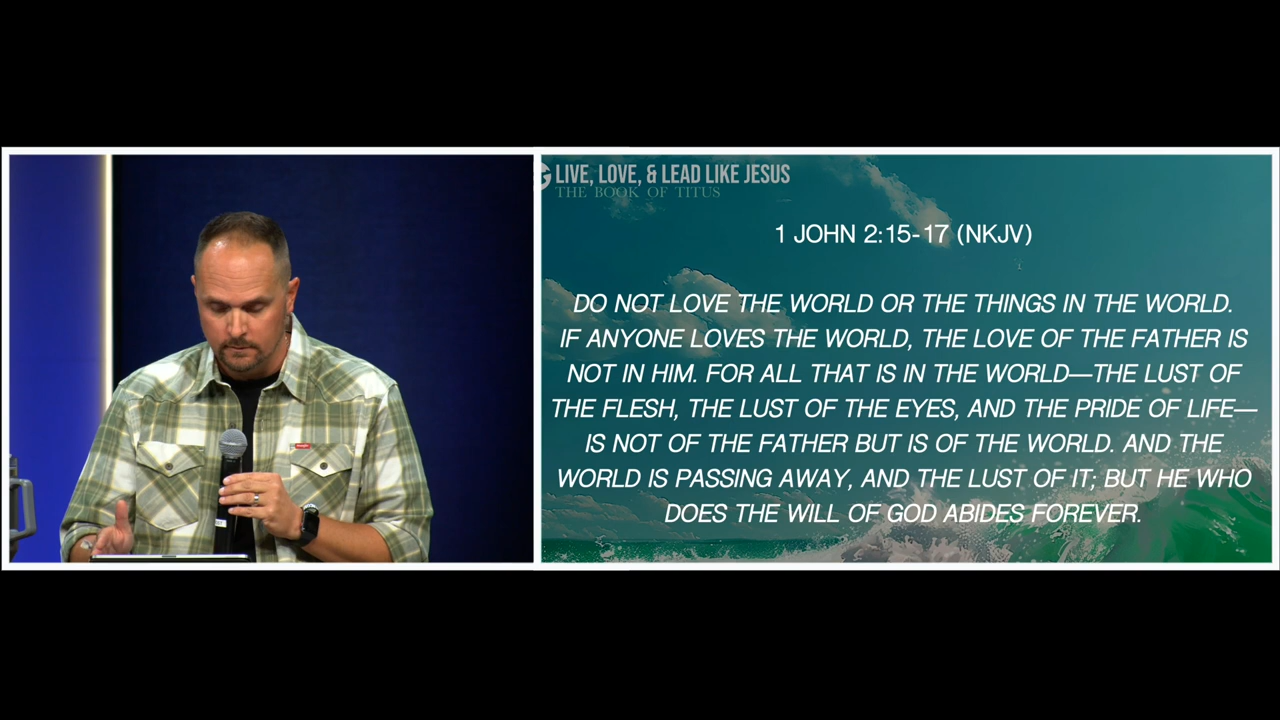 LIVE, LOVE, & LEAD LIKE JESUS
THE BOOK OF TITUS
1 JOHN 2:15-17 (NKJV)
DO NOT LOVE THE WORLD OR THE THINGS IN THE WORLD.
IF ANYONE LOVES THE WORLD, THE LOVE OF THE FATHER IS
NOT IN HIM. FOR ALL THAT IS IN THE WORLD—THE LUST OF
THE FLESH, THE LUST OF THE EYES, AND THE PRIDE OF LIFE—
IS NOT OF THE FATHER BUT IS OF THE WORLD. AND THE
WORLD IS PASSING AWAY, AND THE LUST OF IT; BUT HE WHO
DOES THE WILL OF GOD ABIDES FOREVER.